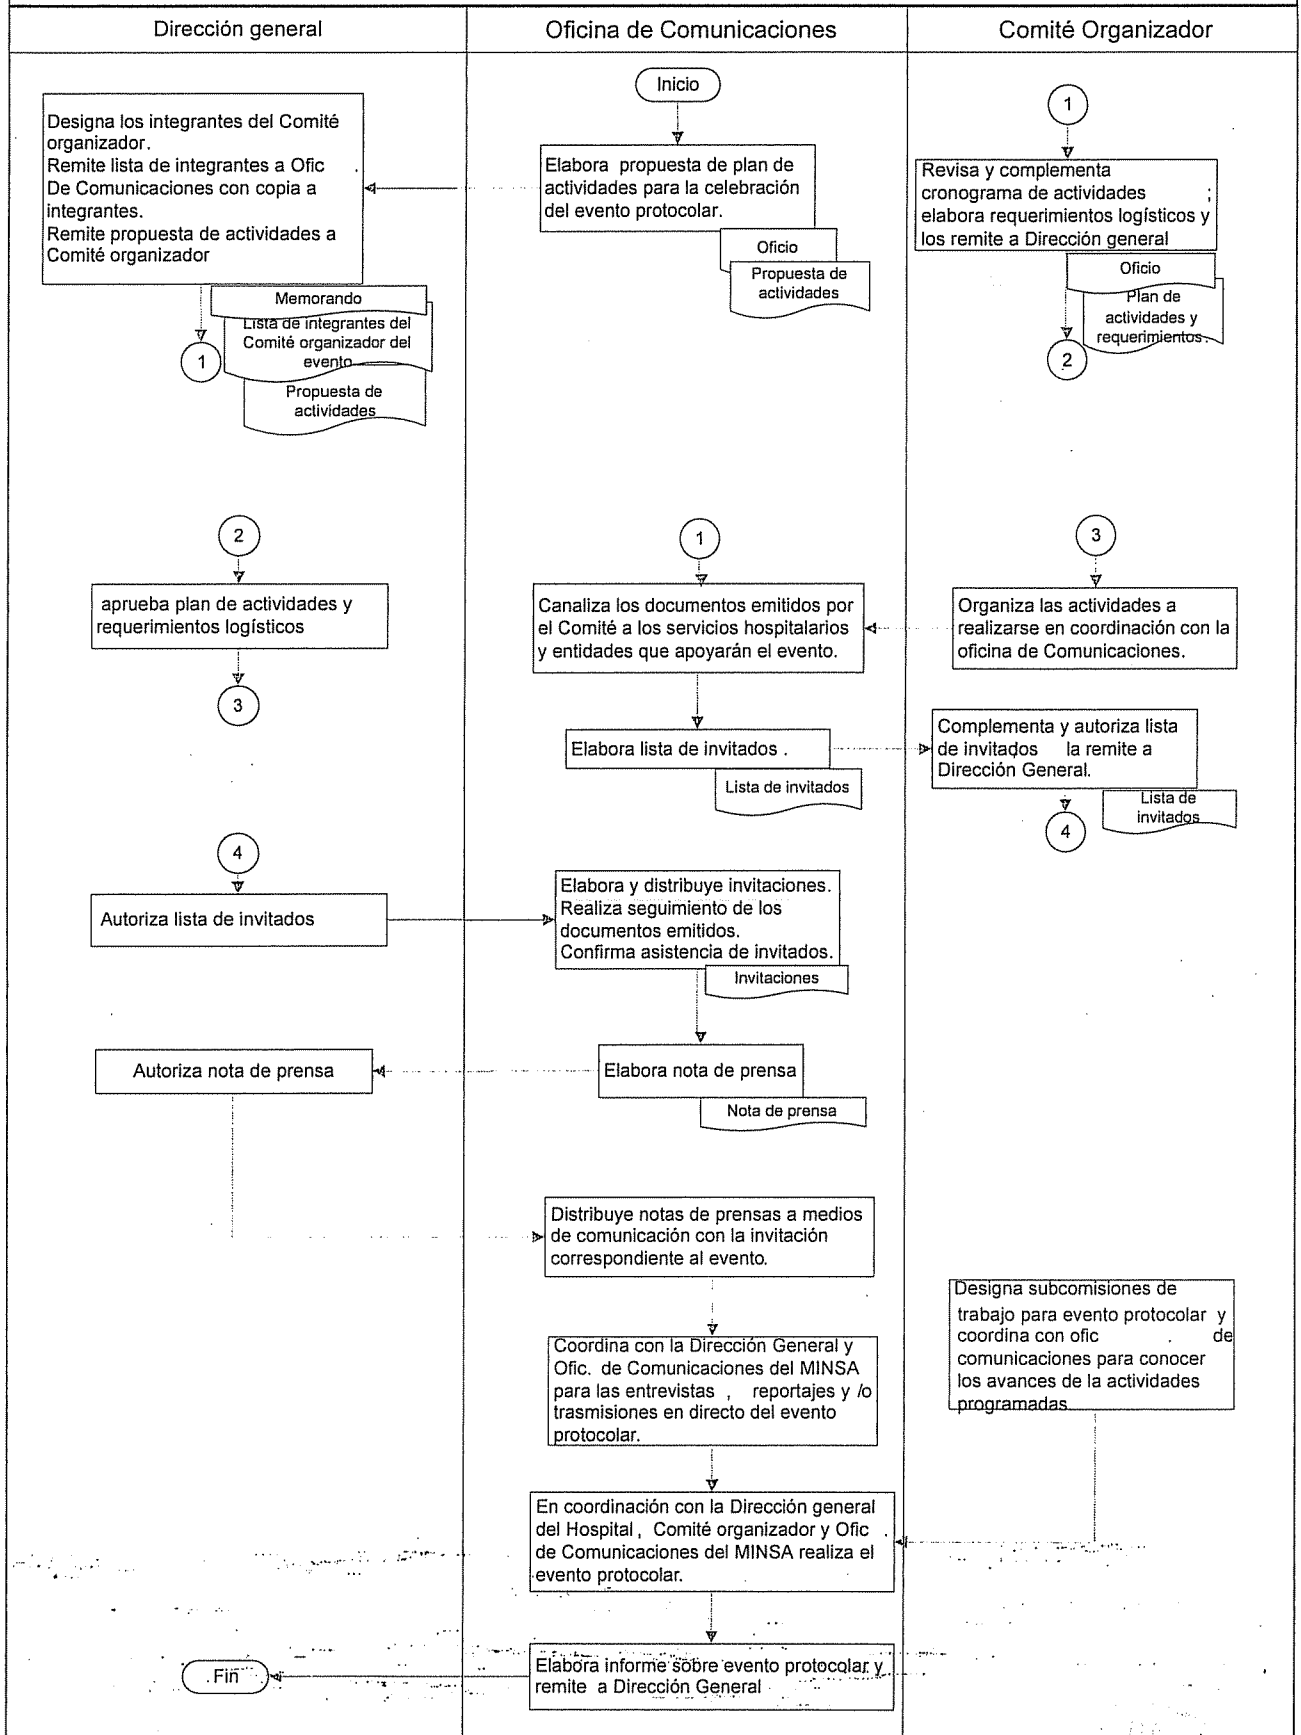 Dirección general
Oficina de Comunicaciones
Comité Organizador
Inicio
1
Designa los integrantes del Comité
organizador.
Remite lista de integrantes a Ofic .
De Comunicaciones con copia a
integrantes.
Remite propuesta de actividades a
Comité organizador
Elabora propuesta de plan de
actividades para la celebración
del evento protocolar.
Revisa y complementa
cronograma de actividades ;
elabora requerimientos logísticos y
los remite a Dirección general
Oficio
Propuesta de
actividades
Oficio
Plan de
actividades y
requerimientos.
2
Memorando
Lista de integrantes del
Comité organizador del
evento
1
Propuesta de
actividades
2
1
3
aprueba plan de actividades y
requerimientos logísticos
3
Canaliza los documentos emitidos por
el Comité a los servicios hospitalarios
y entidades que apoyarán el evento.
Organiza las actividades a
realizarse en coordinación con la
oficina de Comunicaciones.
Elabora lista de invitados .
Lista de invitados
Complementa y autoriza lista
de invitados la remite a
Dirección General.
Lista de
invitados
4
4
Autoriza lista de invitados
Elabora y distribuye invitaciones.
Realiza seguimiento de los
documentos emitidos.
Confirma asistencia de invitados.
Invitaciones
Autoriza nota de prensa
Elabora nota de prensa
Nota de prensa
Distribuye notas de prensas a medios
de comunicación con la invitación
correspondiente al evento.
Designa subcomisiones de
trabajo para evento protocolar y
coordina con ofic . de
comunicaciones para conocer
los avances de la actividades
programadas
Coordina con la Dirección General y
Ofic. de Comunicaciones del MINSA
para las entrevistas , reportajes y /o
trasmisiones en directo del evento
protocolar.
En coordinación con la Dirección general
del Hospital, Comité organizador y Ofic .
de Comunicaciones del MINSA realiza el
evento protocolar.
Elabora informe sobre evento protocolar y
remite a Dirección General
Fin